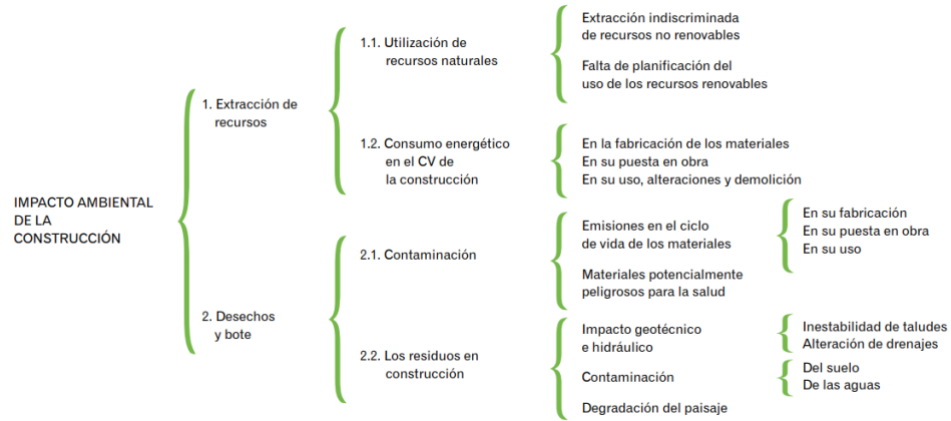 IMPACTO AMBIENTAL
DE LA
CONSTRUCCIÓN
1. Extracción de
recursos
1.1. Utilización de
recursos naturales
Extracción indiscriminada
de recursos no renovables
Falta de planificación del
uso de los recursos renovables
1.2. Consumo energético
en el CV de
la construcción
En la fabricación de los materiales
En su puesta en obra
En su uso, alteraciones y demolición
2. Desechos
y bote
2.1. Contaminación
Emisiones en el ciclo
de vida de los materiales
En su fabricación
En su puesta en obra
En su uso
Materiales potencialmente
peligrosos para la salud
2.2. Los residuos en
construcción
Impacto geotécnico
e hidráulico
Inestabilidad de taludes
Alteración de drenajes
Contaminación
Del suelo
De las aguas
Degradación del paisaje